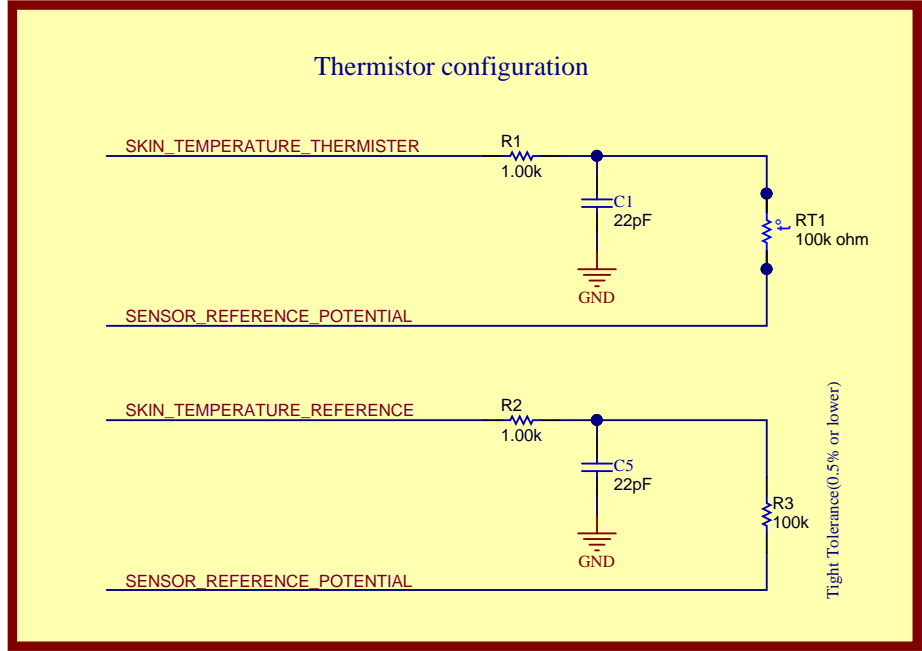 Thermistor configuration
SKIN_TEMPERATURE_THERMISTER
R1
1.00k
C1
22pF
GND
t°
RT1
100k ohm
SENSOR_REFERENCE_POTENTIAL
SKIN_TEMPERATURE_REFERENCE
R2
1.00k
C5
22pF
GND
R3
100k
Tight Tolerance(0.5% or lower)
SENSOR_REFERENCE_POTENTIAL